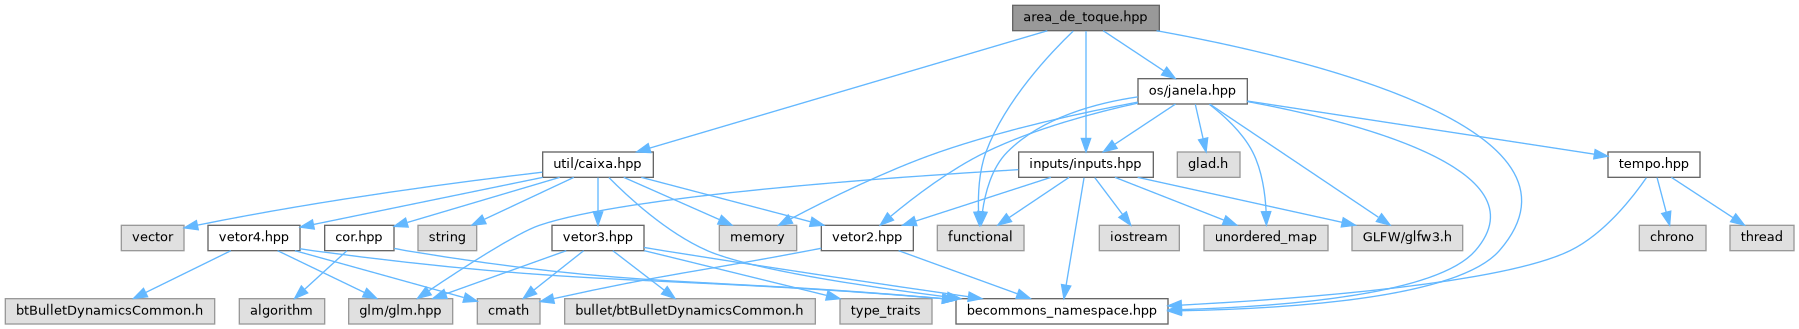 area_de_toque.hpp
os/janela.hpp
util/caixa.hpp
inputs/inputs.hpp
glad.h
tempo.hpp
vector
vetor4.hpp
cor.hpp
string
vetor3.hpp
memory
vetor2.hpp
functional
iostream
unordered_map
GLFW/glfw3.h
chrono
thread
btBulletDynamicsCommon.h
algorithm
glm/glm.hpp
cmath
bullet/btBulletDynamicsCommon.h
type_traits
becommons_namespace.hpp